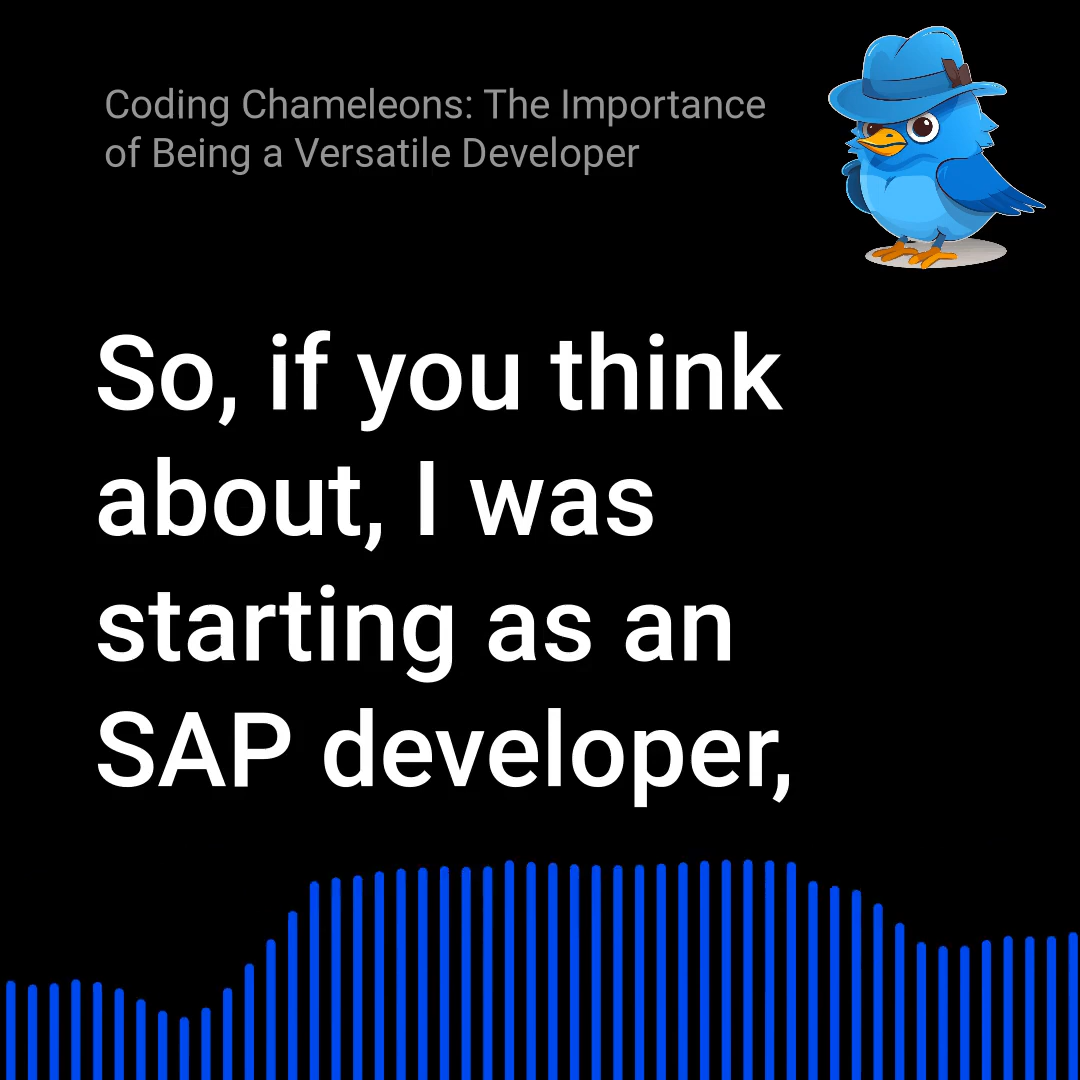 Coding Chameleons: The Importance
of Being a Versatile Developer
So, if you think
about, I was
starting as an
SAP developer,